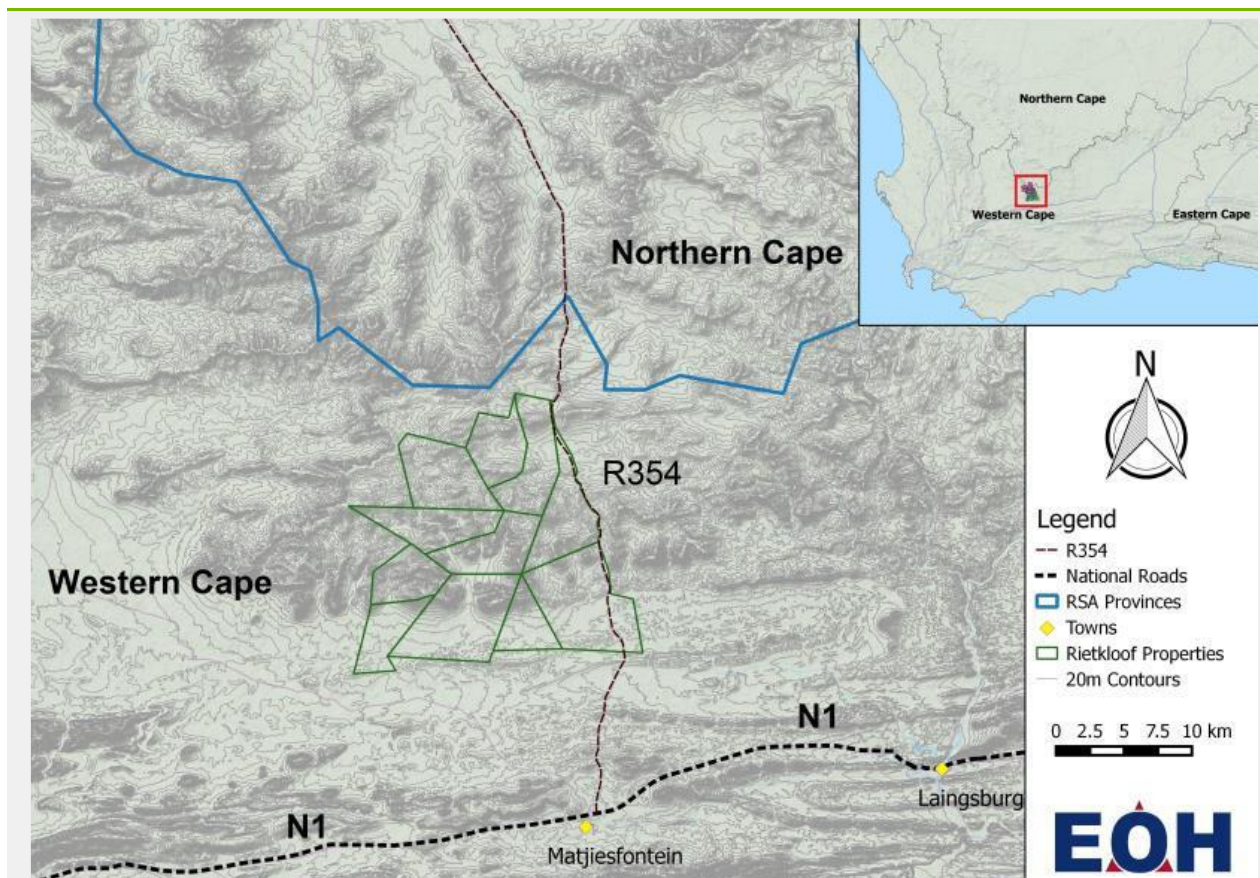 Northern Cape
Western Cape
Eastern Cape
Northern Cape
R354
Western Cape
N1
N1
Laingsburg
Matjiesfontein
N
Legend
R354
National Roads
RSA Provinces
Towns
Rietkloof Properties
20m Contours
0 2.5 5 7.5 10 km
EOH